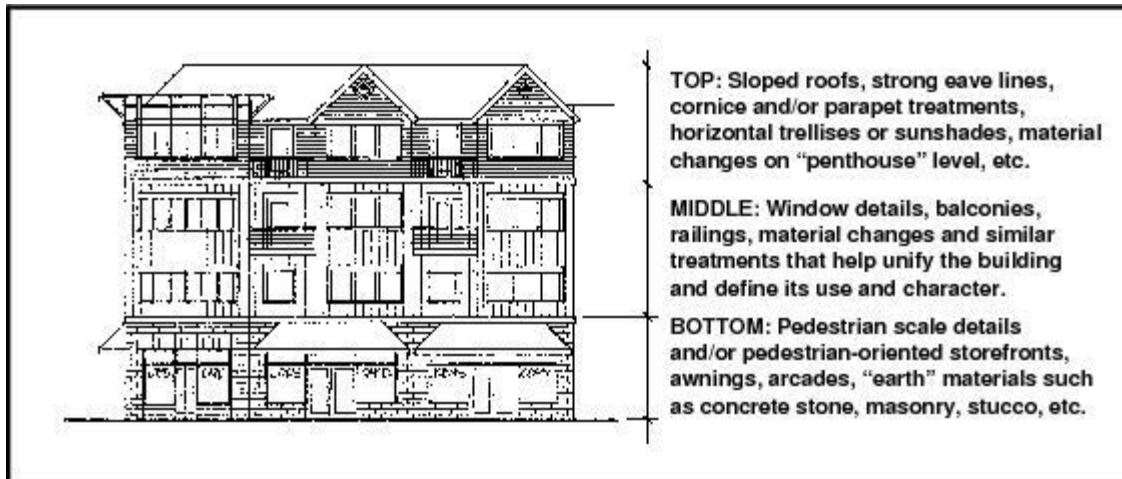 TOP: Sloped roofs, strong eave lines,
cornice and/or parapet treatments,
horizontal trellises or sunshades, material
changes on “penthouse” level, etc.
MIDDLE: Window details, balconies,
railings, material changes and similar
treatments that help unify the building
and define its use and character.
BOTTOM: Pedestrian scale details
and/or pedestrian-oriented storefronts,
awnings, arcades, “earth” materials such
as concrete stone, masonry, stucco, etc.